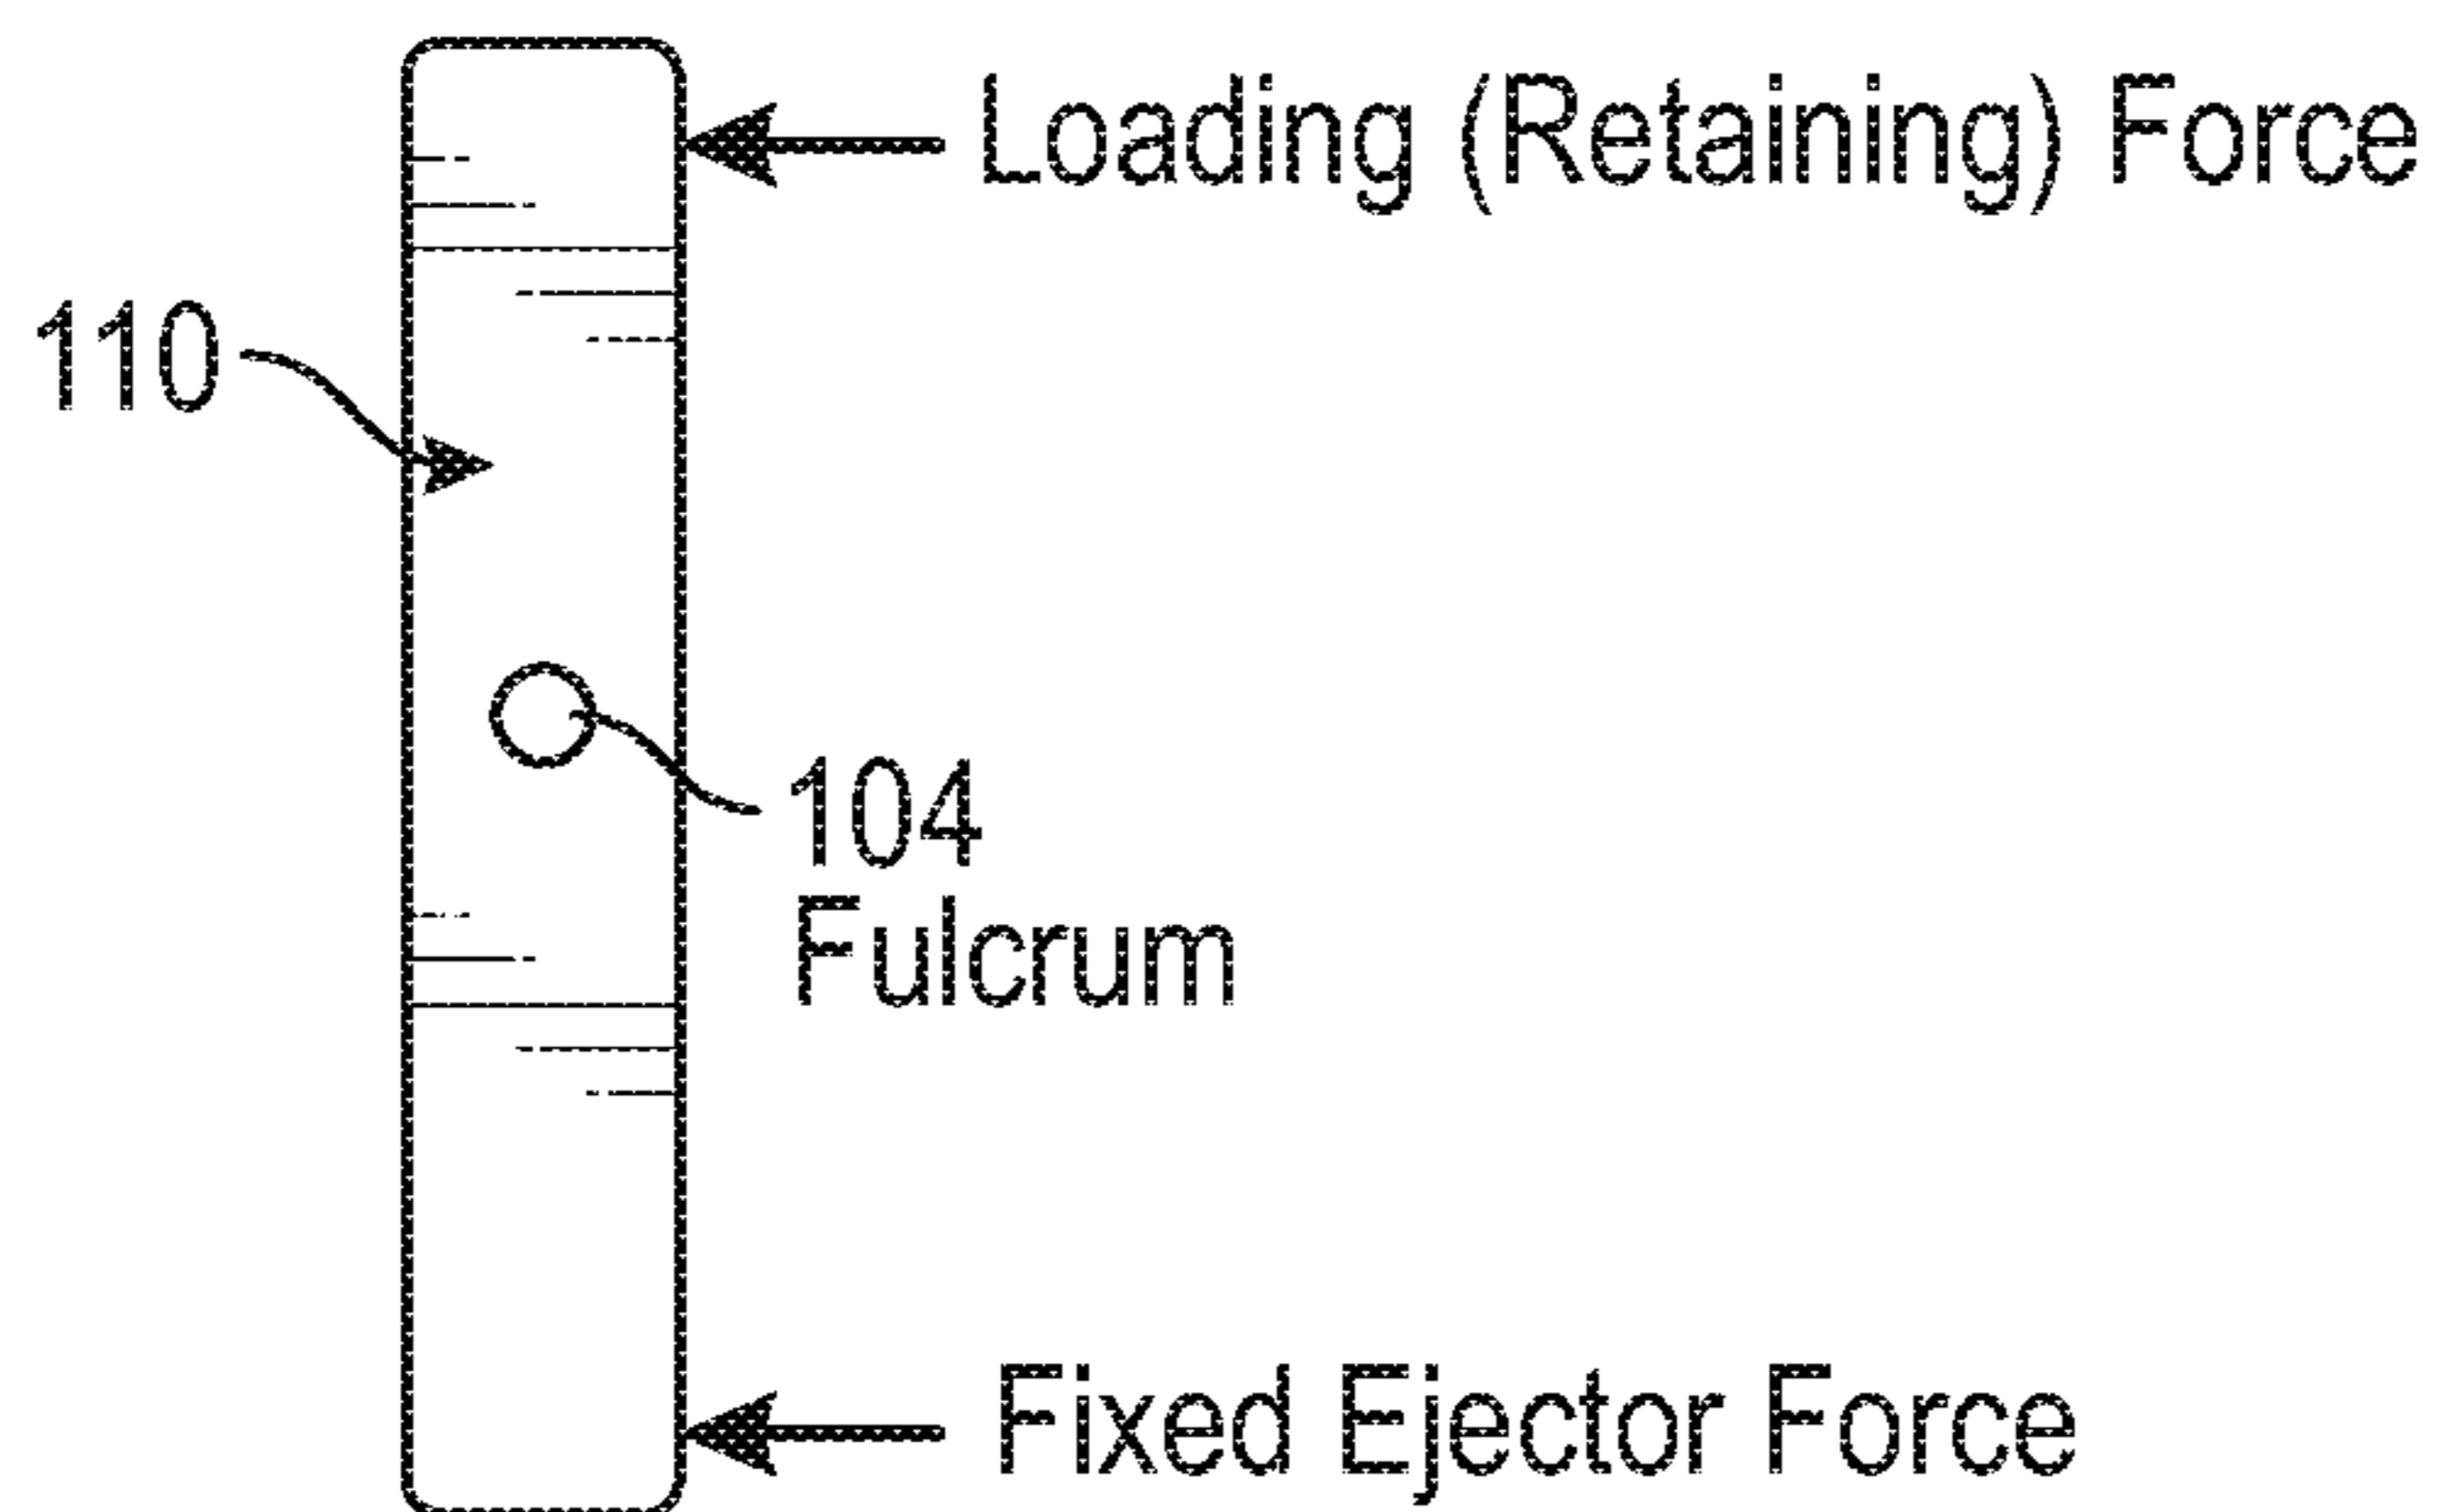 Loading (Retaining) Force
110
104
Fulcrum
Fixed Ejector Force